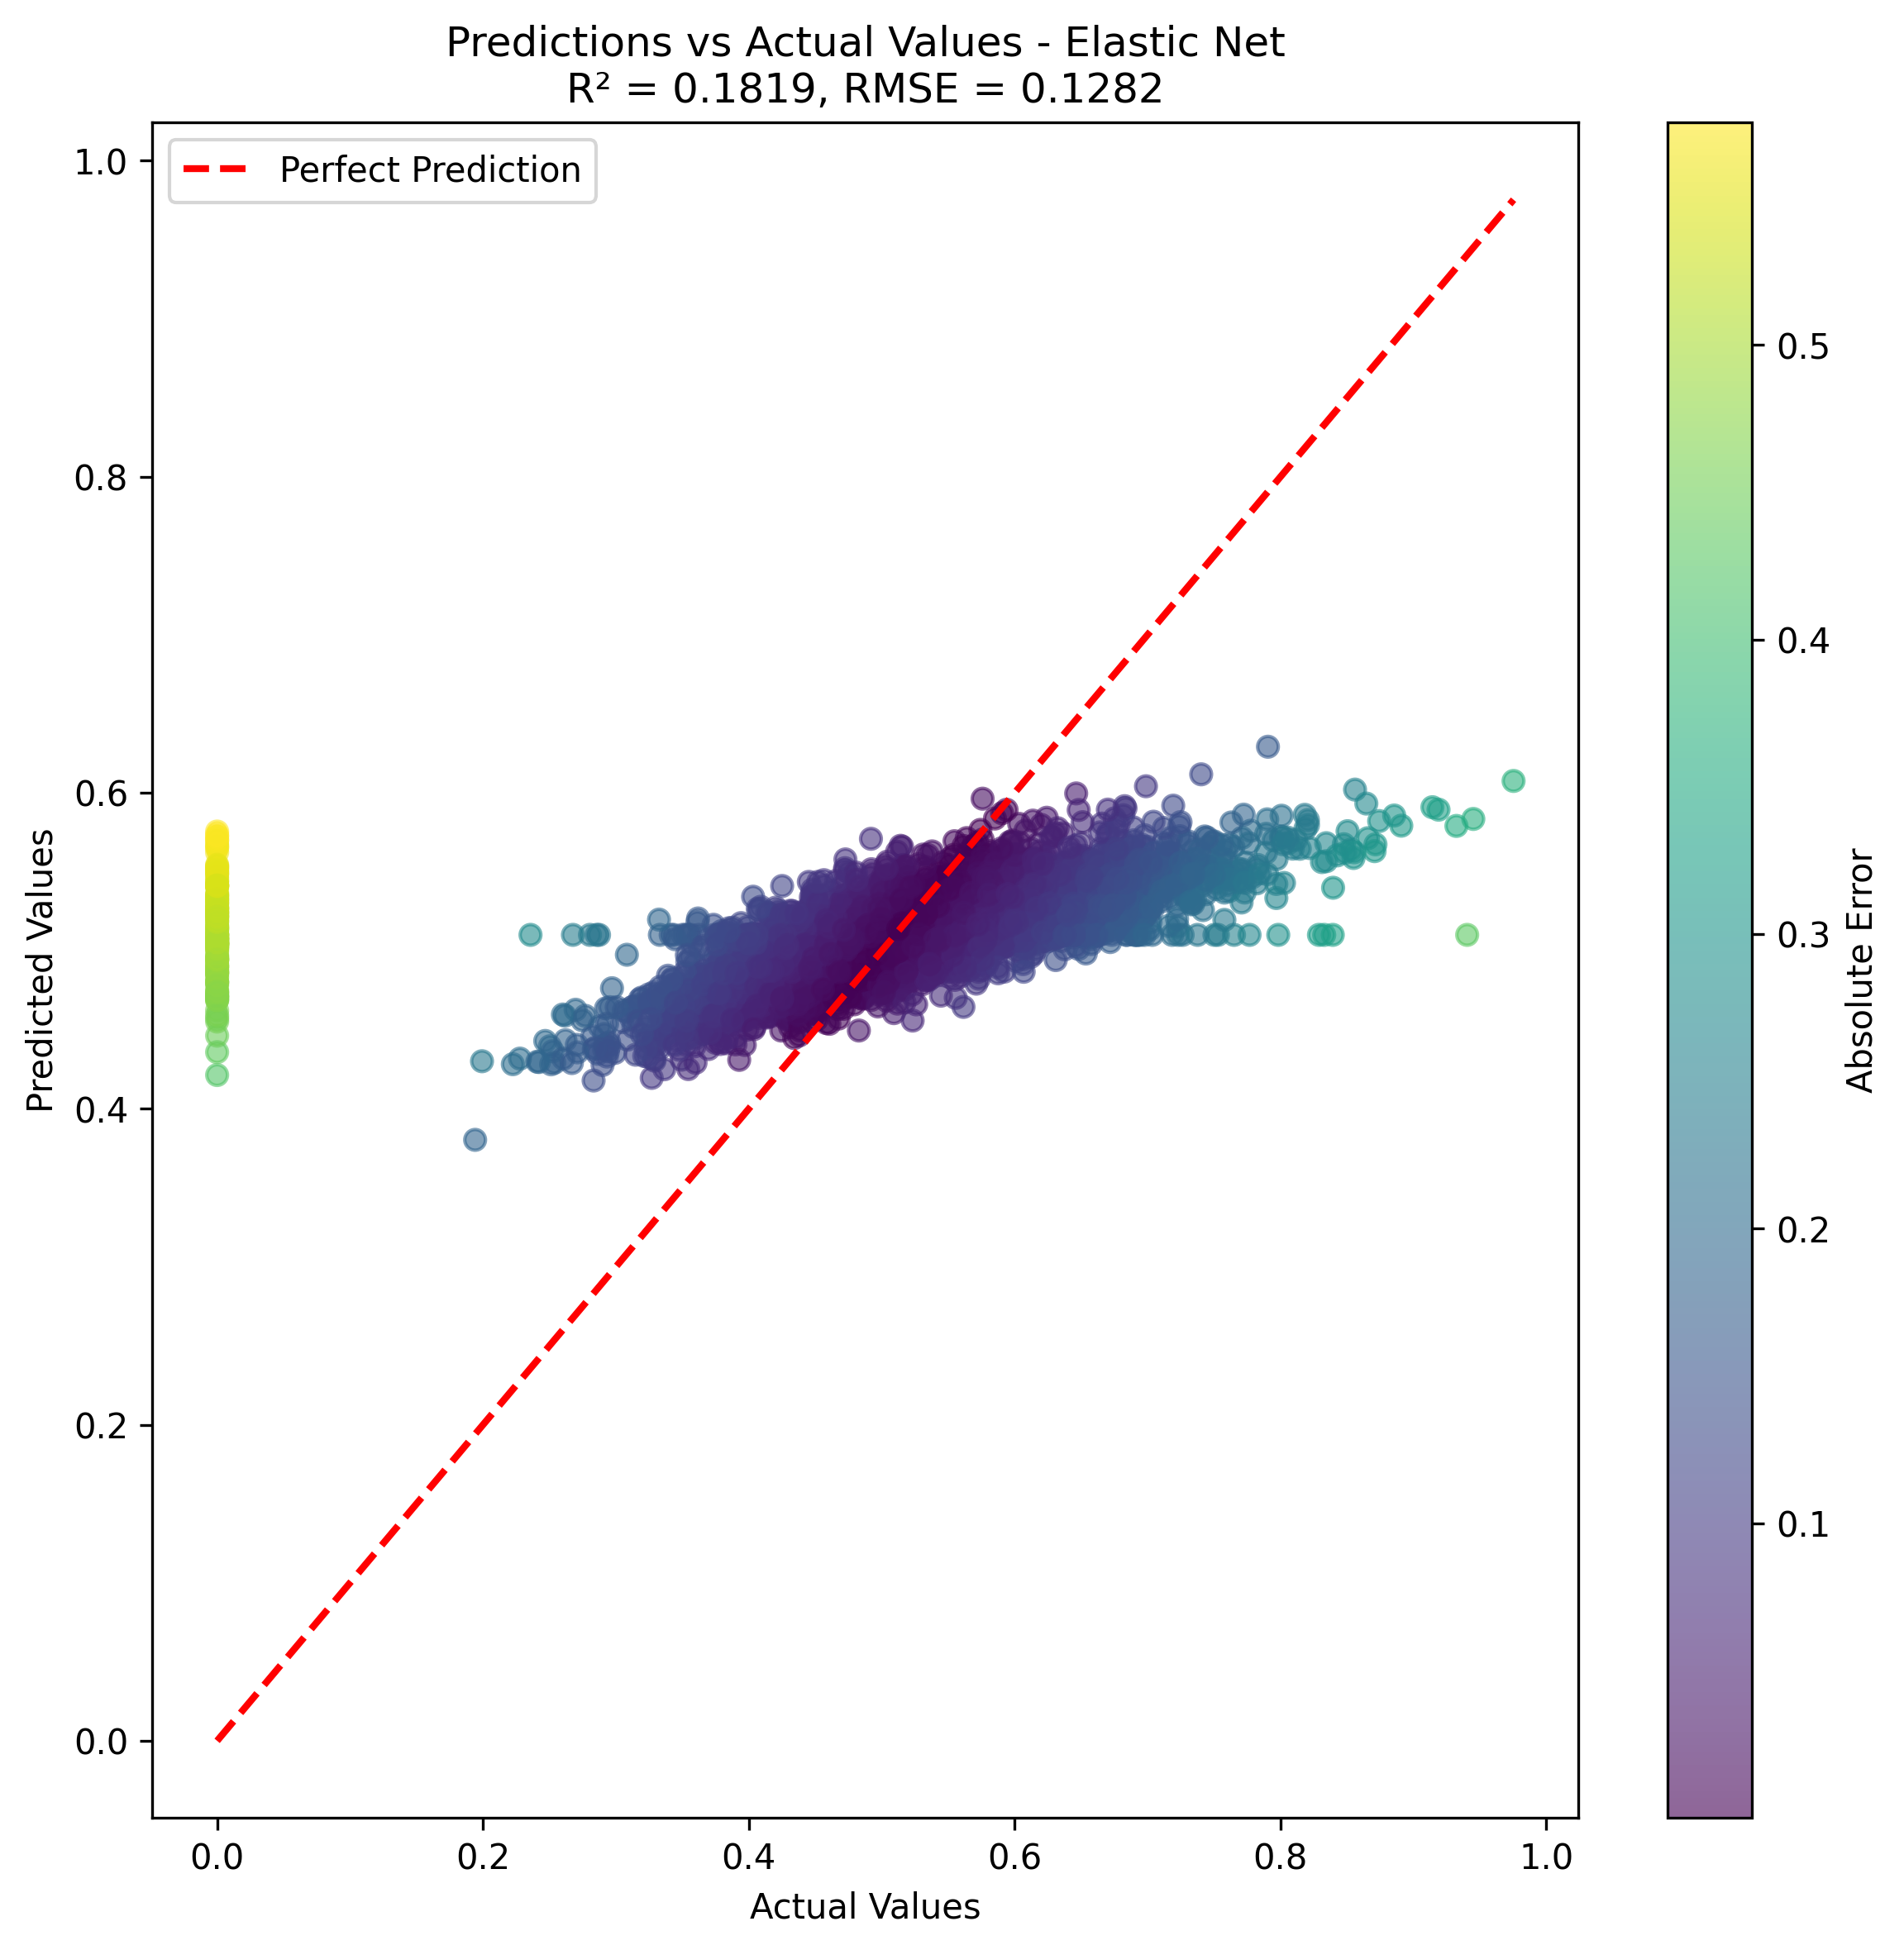 Predictions vs Actual Values - Elastic Net
R² = 0.1819, RMSE = 0.1282
Perfect Prediction
1.0
0.8
0.6
0.4
0.2
0.0
Predicted Values
0.0
0.2
0.4
0.6
0.8
1.0
Actual Values
0.5
0.4
0.3
0.2
0.1
Absolute Error